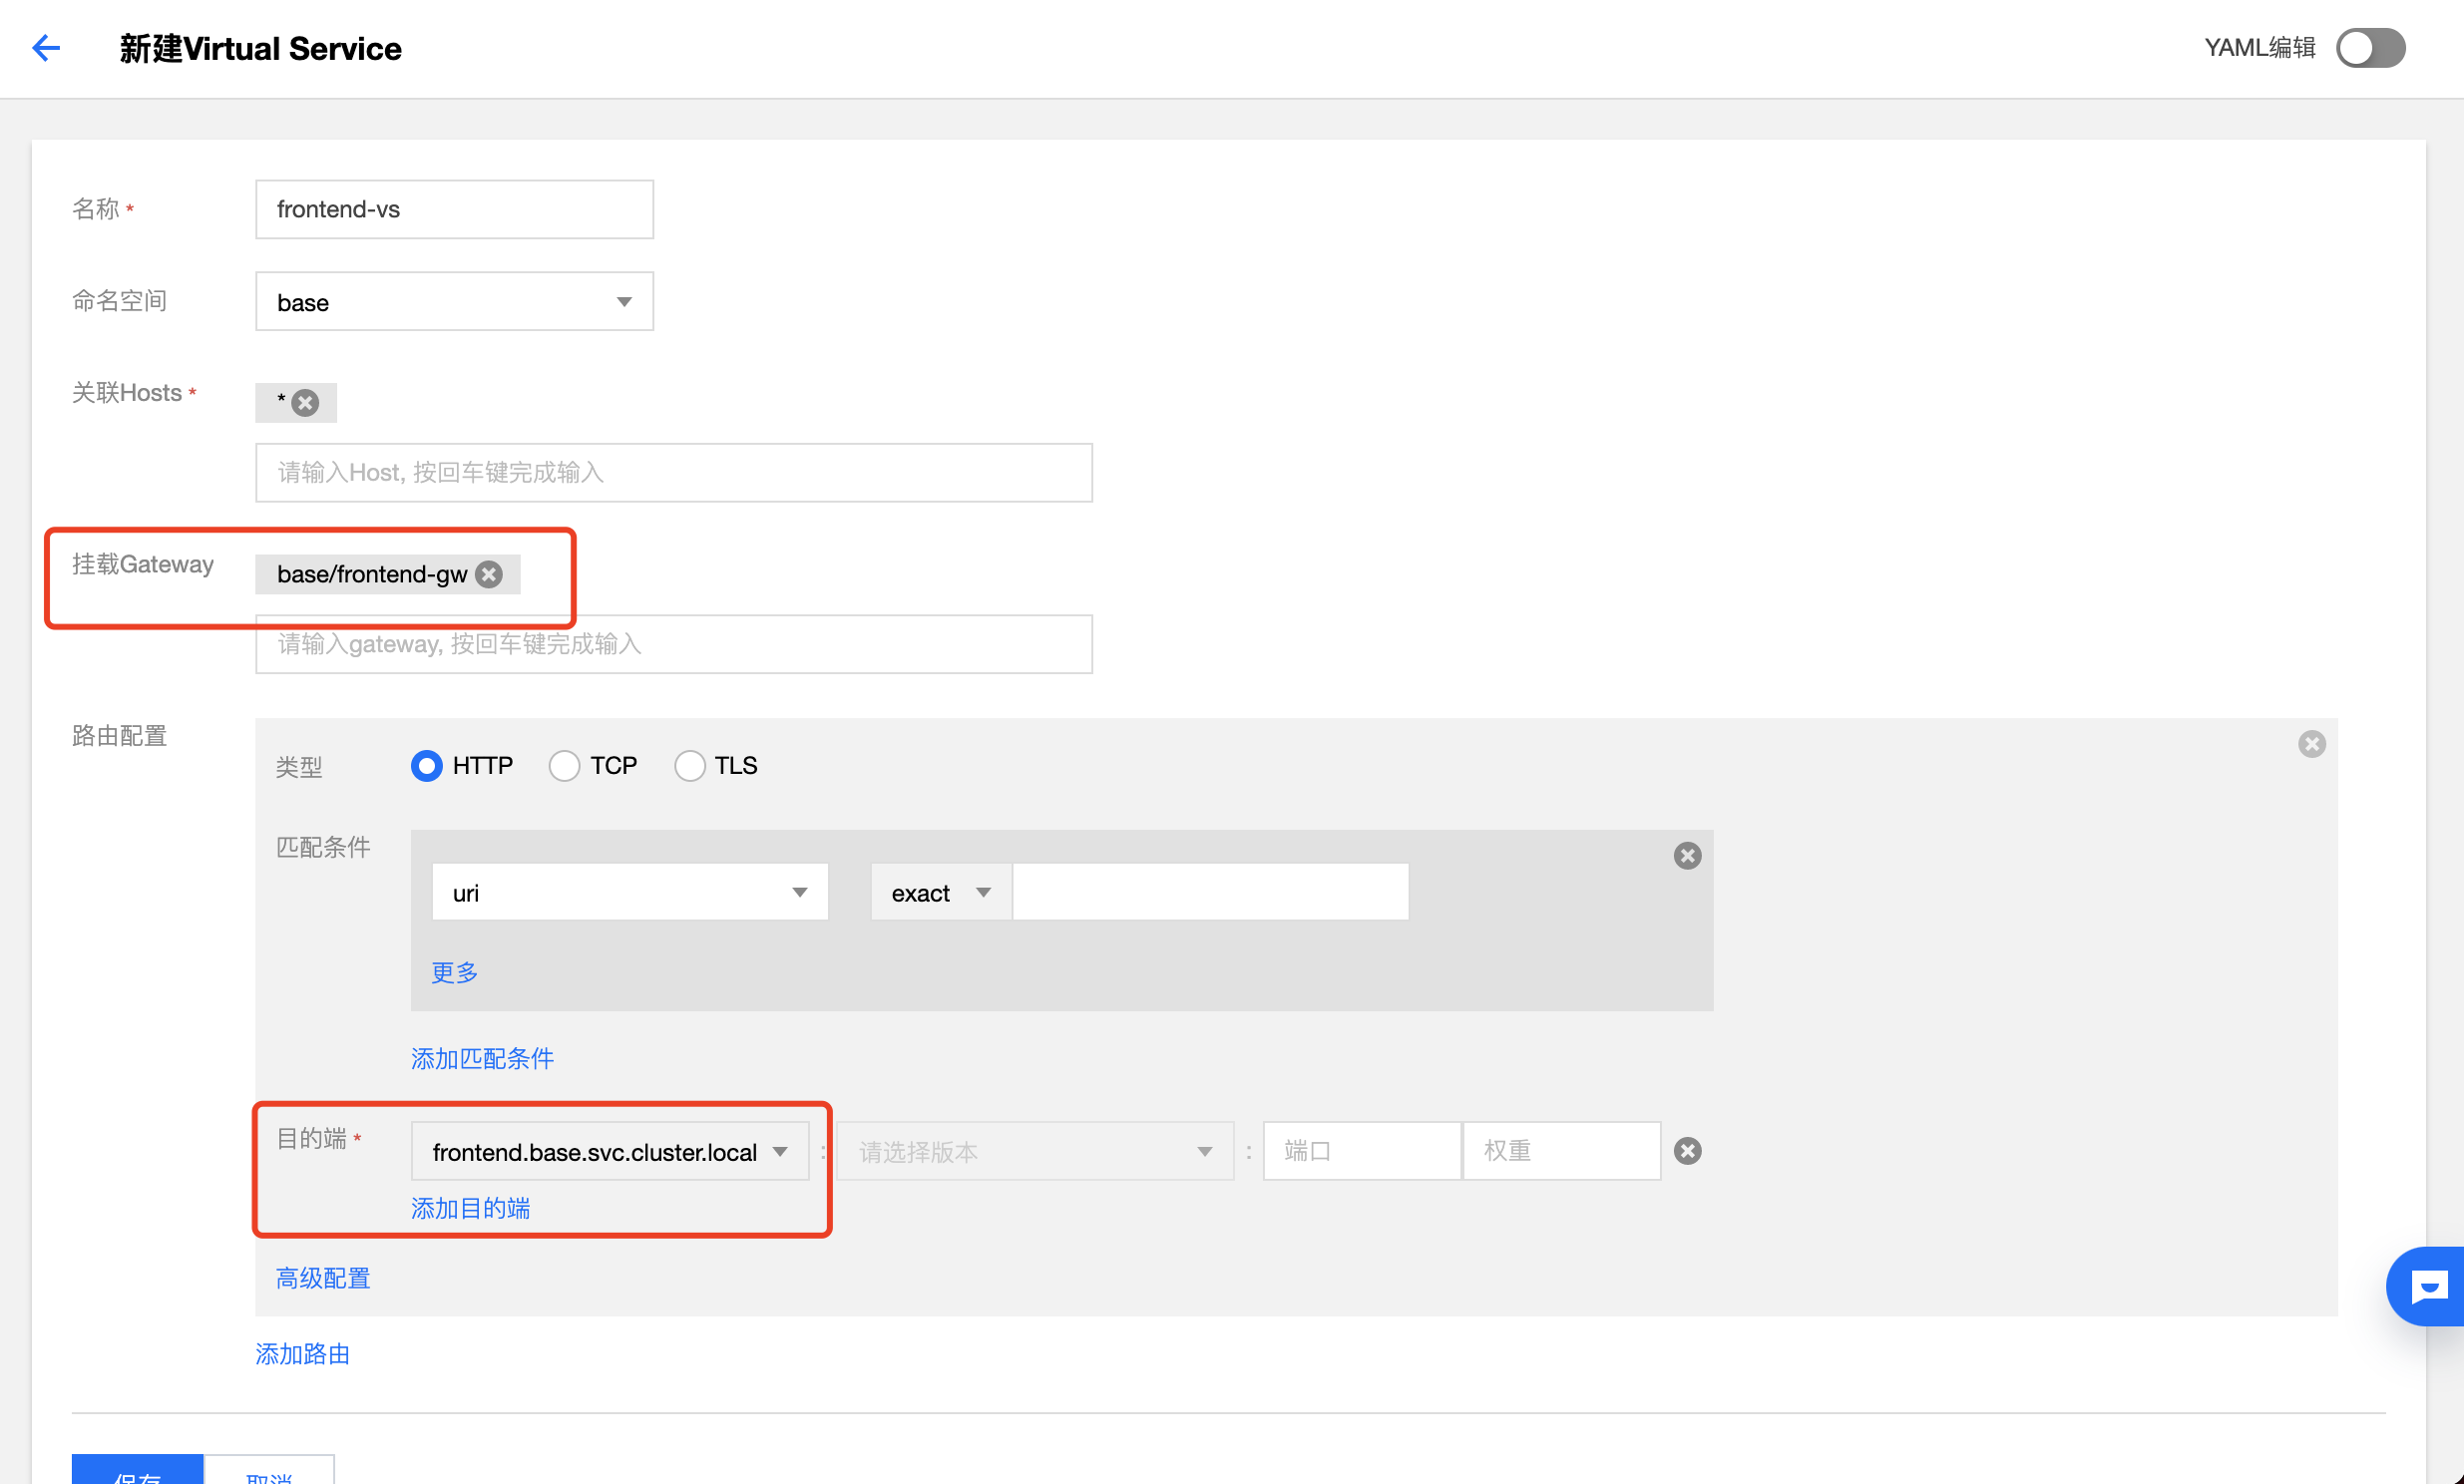 新建Virtual Service
YAML编辑
名称 *
frontend-vs
命名空间
base
关联Hosts *
*
请输入Host, 按回车键完成输入
挂载Gateway
base/frontend-gw
请输入gateway, 按回车键完成输入
路由配置
类型
HTTP TCP TLS
匹配条件
uri
exact
更多
添加匹配条件
目的端 *
frontend.base.svc.cluster.local : 请选择版本 : 端口 权重
添加目的端
高级配置
添加路由
保存 取消